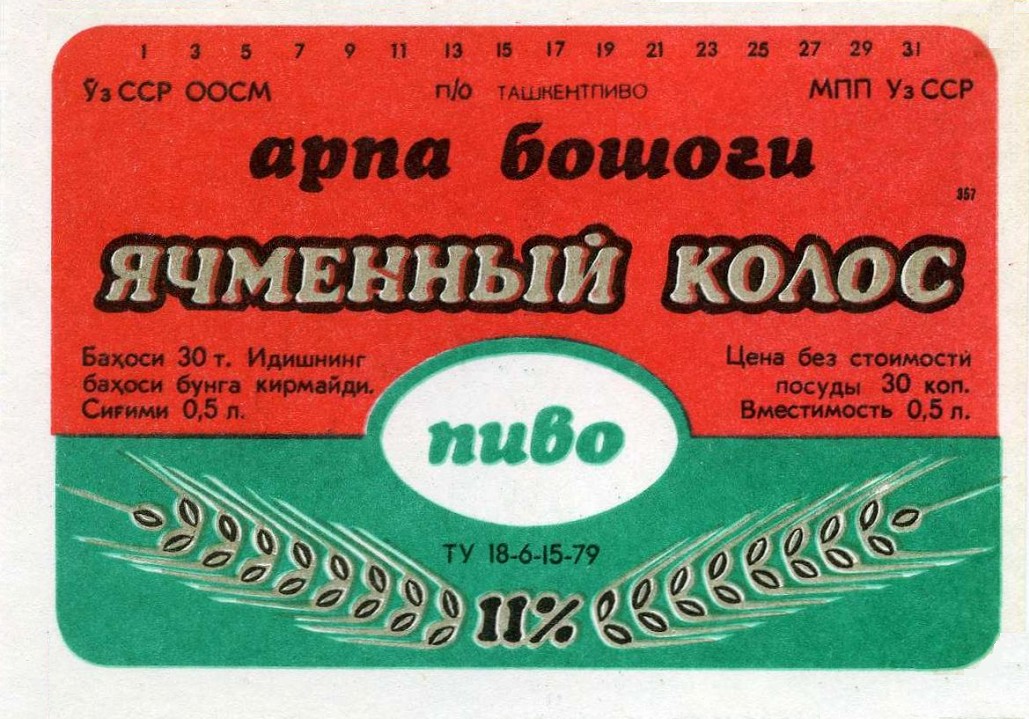 1 3 5 7 9 11 13 15 17 19 21 23 25 27 29 31
Ўз ССР ООСМ п/о ТАШКЕНТПИВО МПП Уз ССР
арпа бошоги
357
ЯЧМЕННЫЙ КОЛОС
Баҳоси 30 т. Идишнинг
баҳоси бунга кирмайди.
Сиғими 0,5 л.
Цена без стоимости
посуды 30 коп.
Вместимость 0,5 л.
пиво
ТУ 18-6-15-79
11%